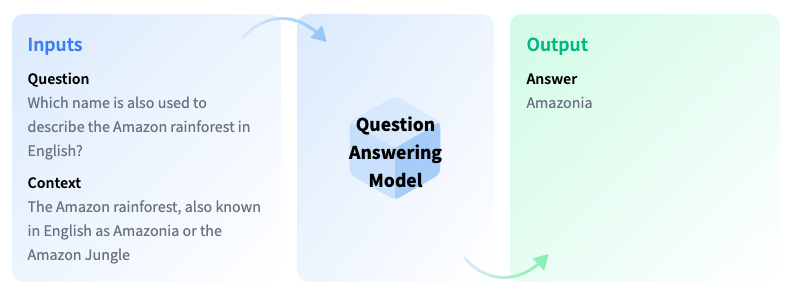 Inputs
Question
Which name is also used to
describe the Amazon rainforest in
English?
Context
The Amazon rainforest, also known
in English as Amazonia or the
Amazon Jungle
Question
Answering
Model
Output
Answer
Amazonia